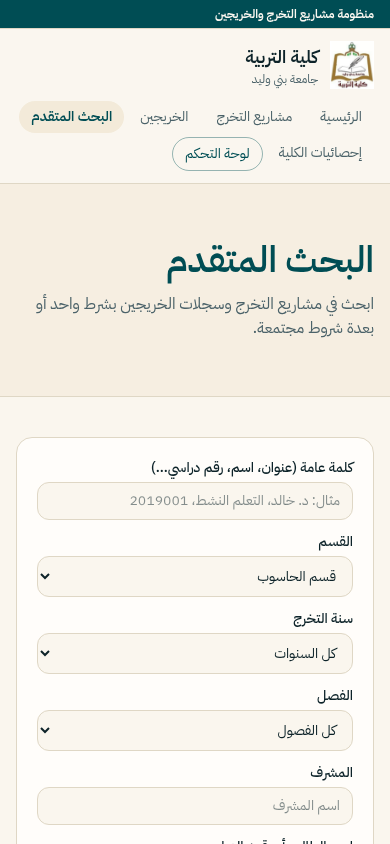 منظومة مشاريع التخرج والخريجين
كلية التربية
جامعة بني وليد
الرئيسية
مشاريع التخرج
الخريجين
البحث المتقدم
إحصائيات الكلية
لوحة التحكم
البحث المتقدم
ابحث في مشاريع التخرج وسجلات الخريجين بشرط واحد أو
بعدة شروط مجتمعة.
كلمة عامة (عنوان، اسم، رقم دراسي...)
مثال: د. خالد، التعلم النشط، 2019001
القسم
قسم الحاسوب
سنة التخرج
كل السنوات
الفصل
كل الفصول
المشرف
اسم المشرف